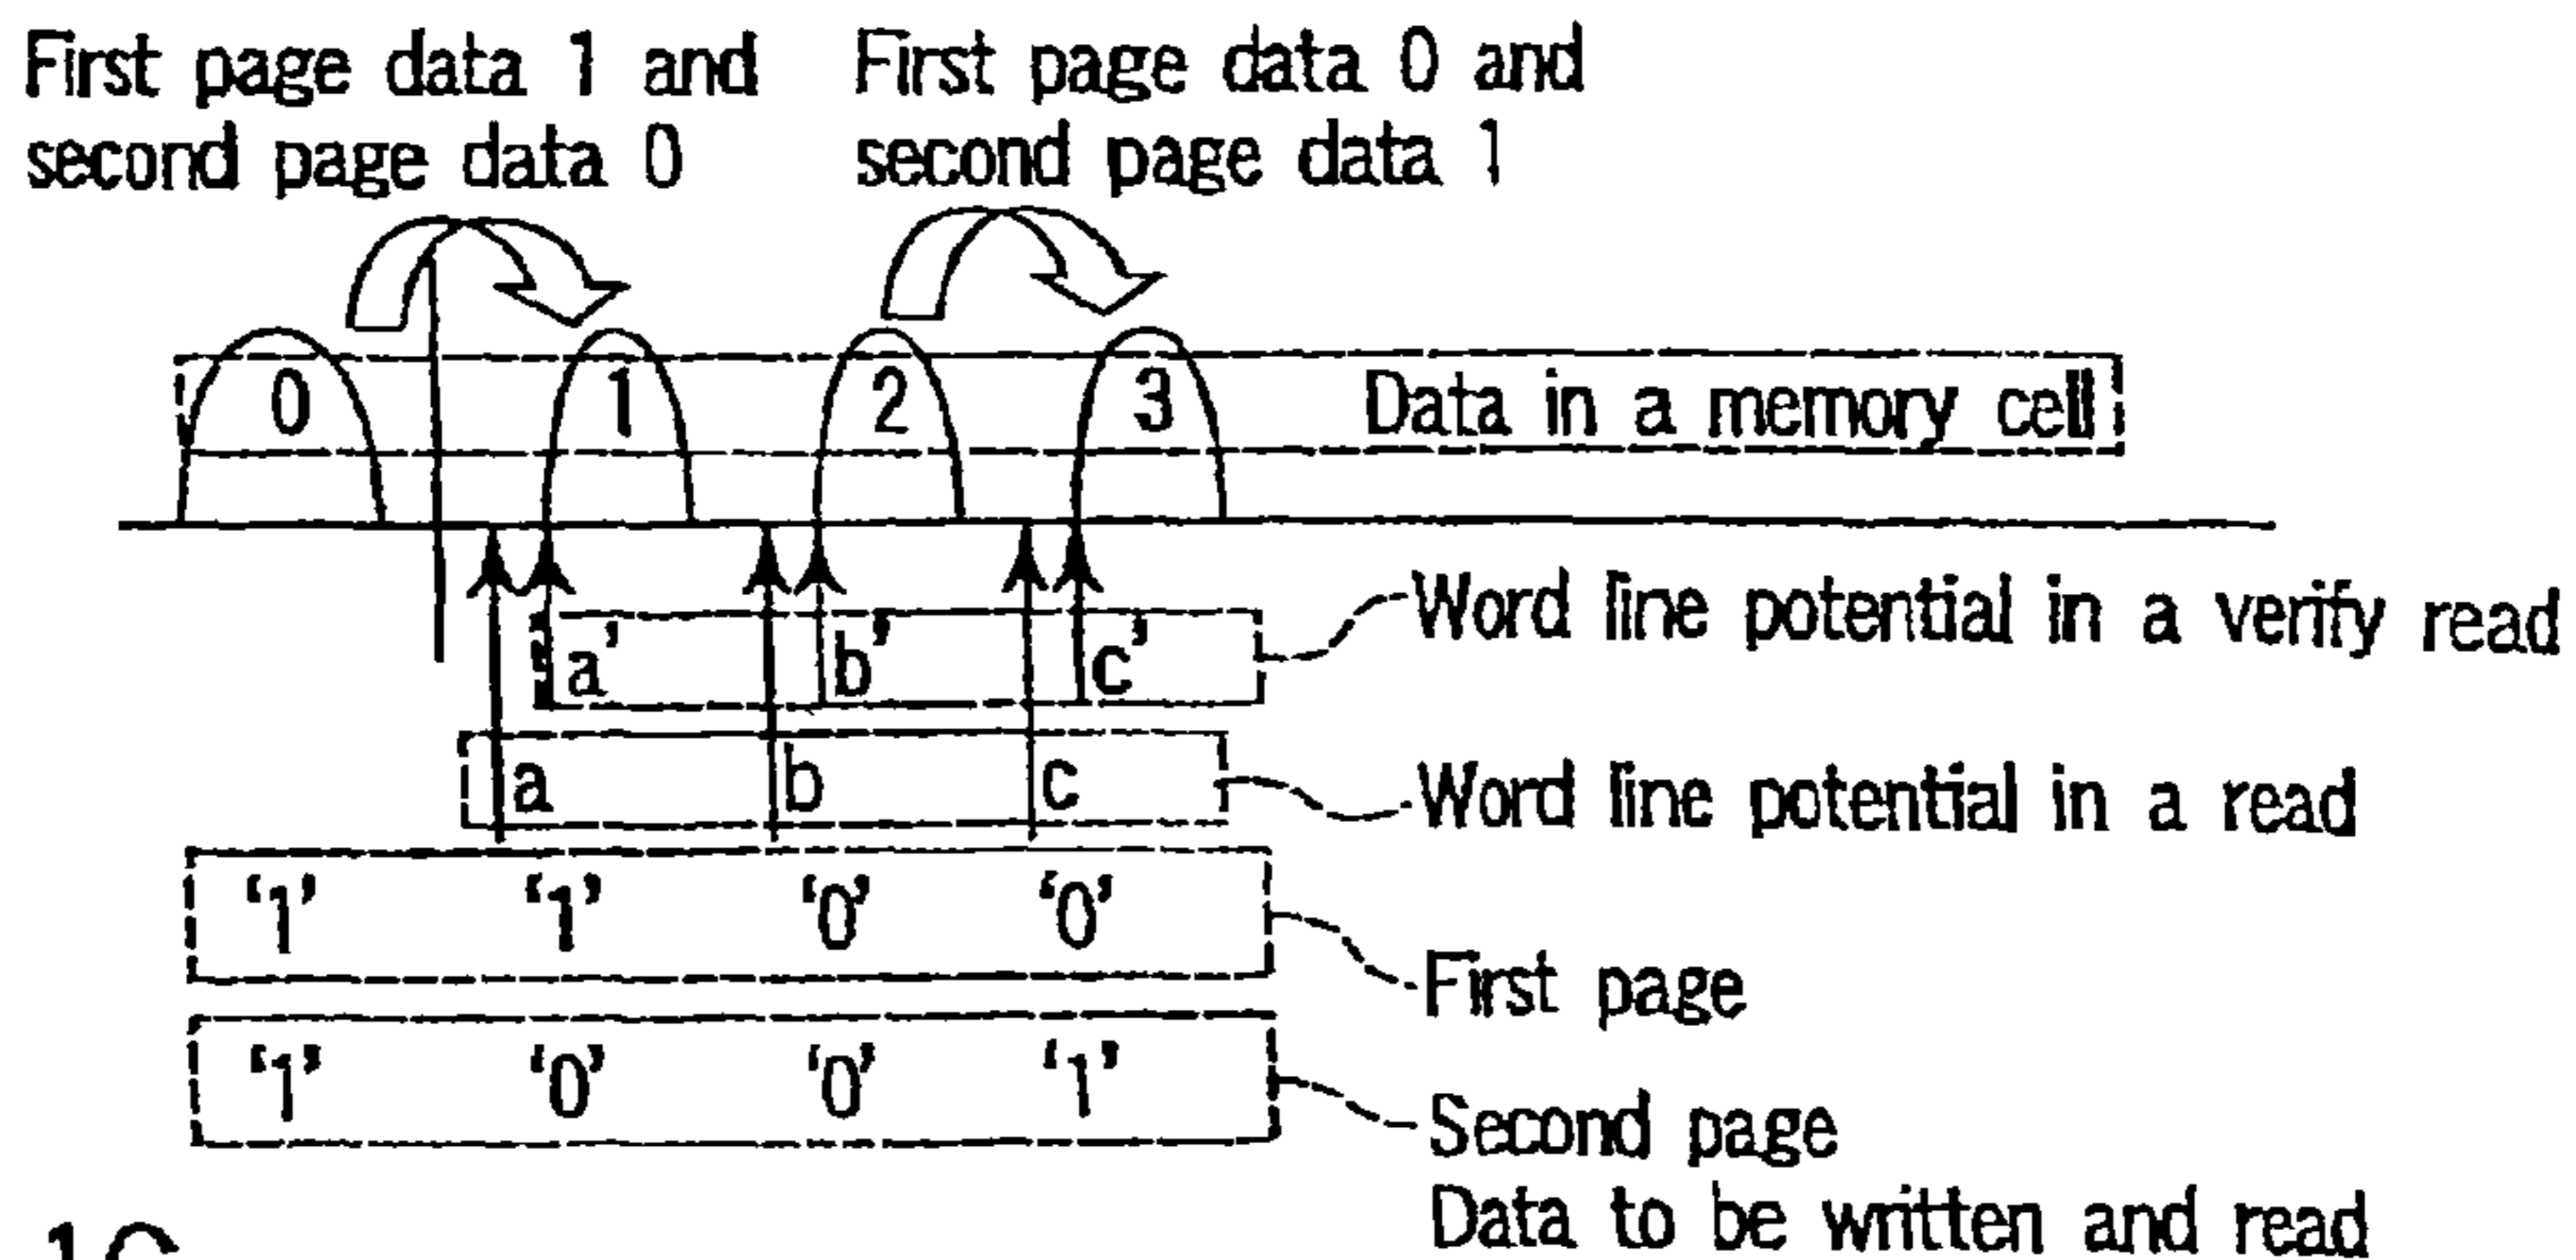 First page data 1 and
second page data 0
First page data 0 and
second page data 1
0 1 2 3 Data in a memory cell
a' b' c' Word line potential in a verify read
a b c Word line potential in a read
‘1’ ‘1’ ‘0’ ‘0’
First page
‘1’ ‘0’ ‘0’ ‘1’
Second page
Data to be written and read